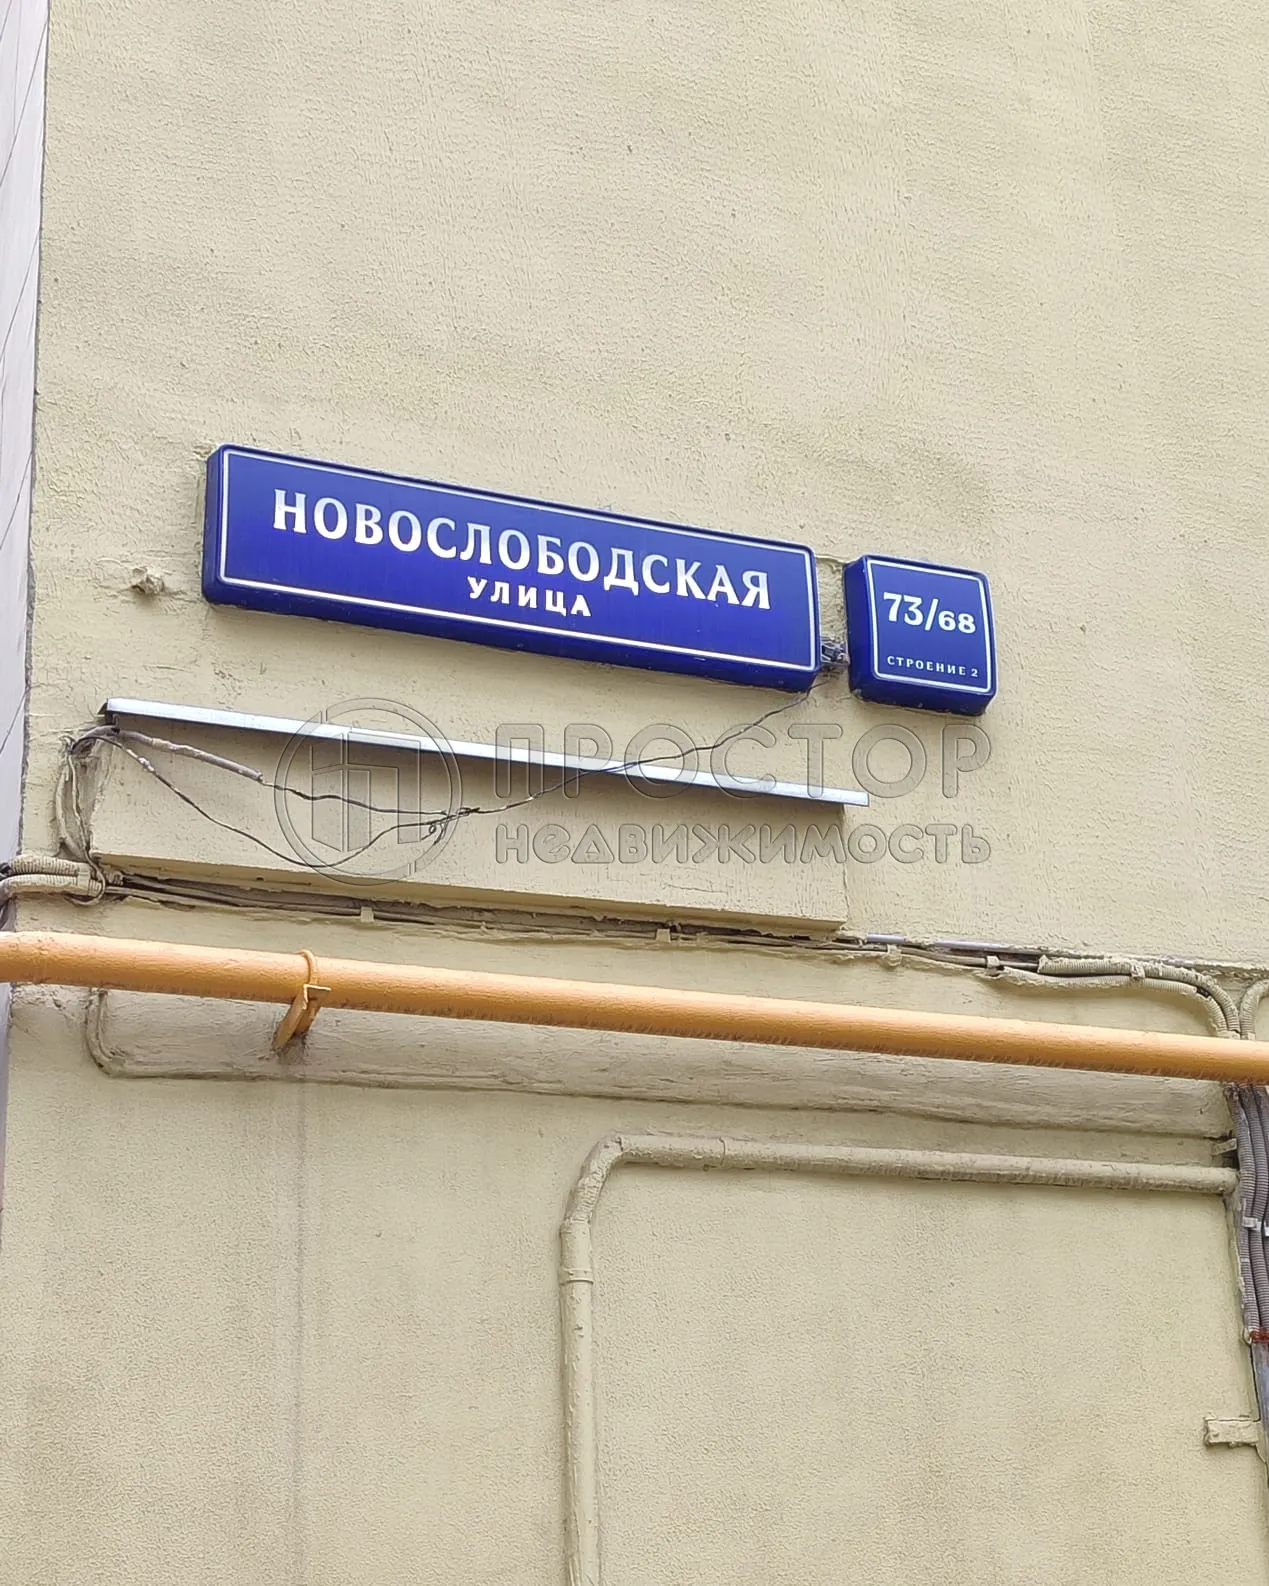 НОВОСЛОБОДСКАЯ
УЛИЦА
73/68
СТРОЕНИЕ 2
ПРОСТОР
НЕДВИЖИМОСТЬ